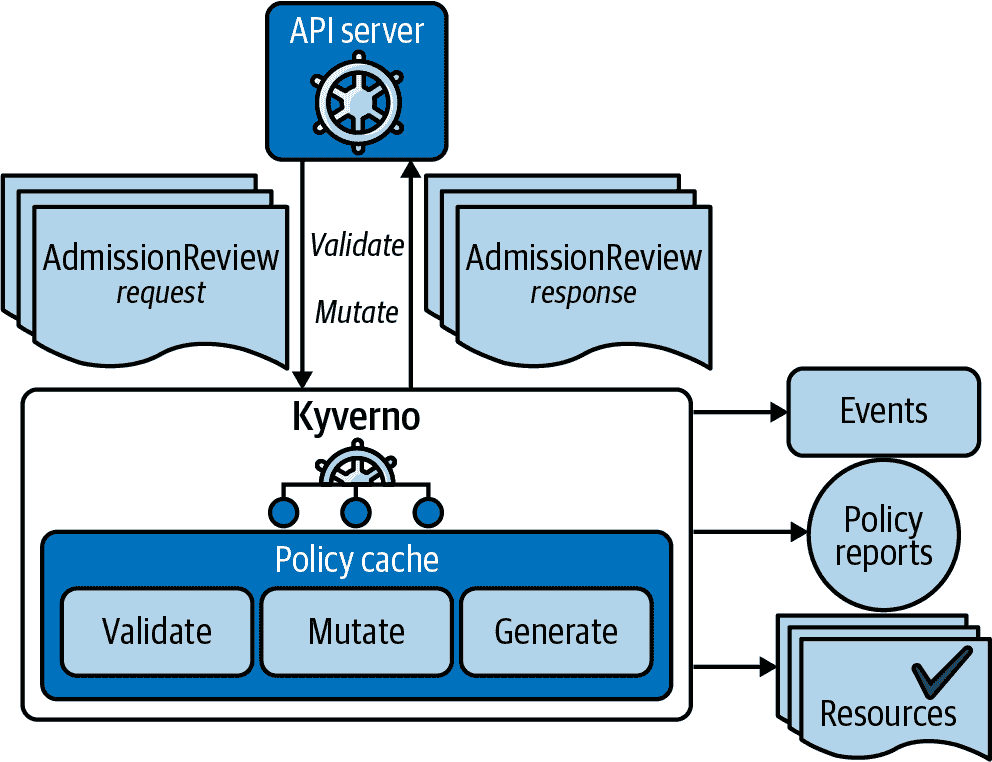 API server
AdmissionReview
request
Validate
Mutate
AdmissionReview
response
Kyverno
Policy cache
Validate
Mutate
Generate
Events
Policy
reports
Resources